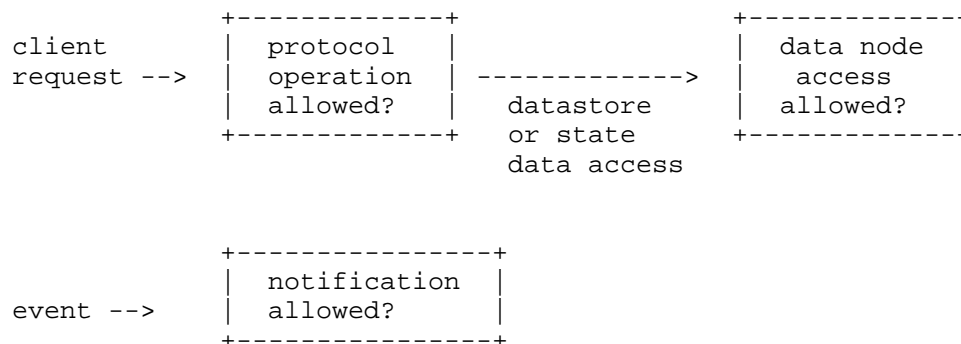 +-------------+                 +-------------+
client          |  protocol   |                 |  data node  |
request -->     |  operation  | ------------->  |   access    |
                |  allowed?   |   datastore     |  allowed?   |
                +-------------+   or state      +-------------+
                                  data access

                +----------------+
                |  notification  |
event -->       |  allowed?      |
                +----------------+